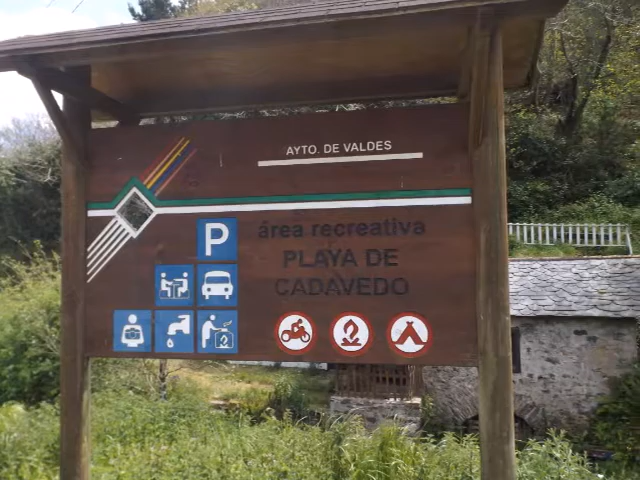 AYTO. DE VALDES
P
área recreativa
PLAYA DE
CADAVEDO